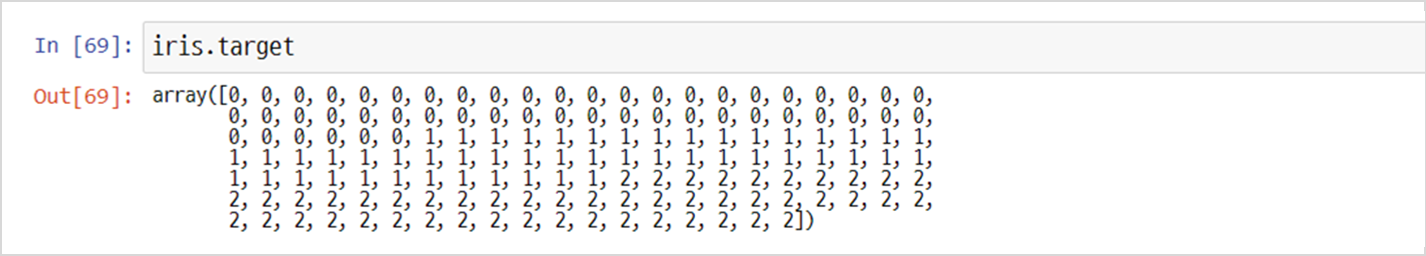 In [69]: iris.target
Out[69]: array([0, 0, 0, 0, 0, 0, 0, 0, 0, 0, 0, 0, 0, 0, 0, 0, 0, 0, 0, 0, 0, 0,
0, 0, 0, 0, 0, 0, 0, 0, 0, 0, 0, 0, 0, 0, 0, 0, 0, 0, 0, 0, 0, 0,
0, 0, 0, 0, 0, 0, 1, 1, 1, 1, 1, 1, 1, 1, 1, 1, 1, 1, 1, 1, 1, 1,
1, 1, 1, 1, 1, 1, 1, 1, 1, 1, 1, 1, 1, 1, 1, 1, 1, 1, 1, 1, 1, 1,
1, 1, 1, 1, 1, 1, 1, 1, 1, 1, 1, 1, 2, 2, 2, 2, 2, 2, 2, 2, 2, 2,
2, 2, 2, 2, 2, 2, 2, 2, 2, 2, 2, 2, 2, 2, 2, 2, 2, 2, 2, 2, 2, 2,
2, 2, 2, 2, 2, 2, 2, 2, 2, 2, 2, 2, 2, 2, 2, 2, 2, 2])